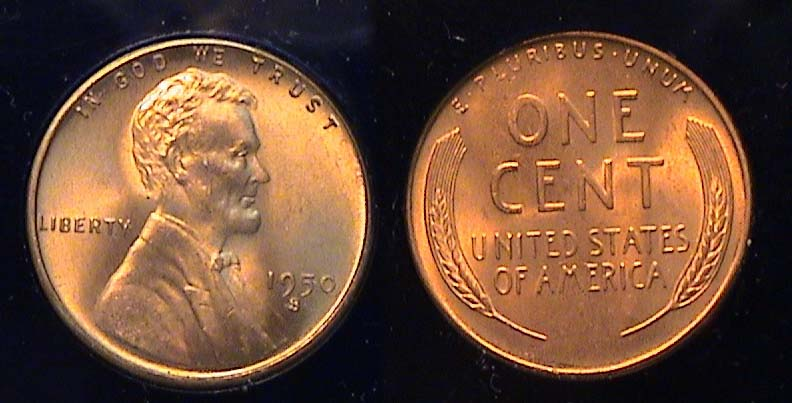 IN GOD WE TRUST
LIBERTY
1950
S
E·PLURIBUS·UNUM
ONE
CENT
UNITED STATES
OF AMERICA